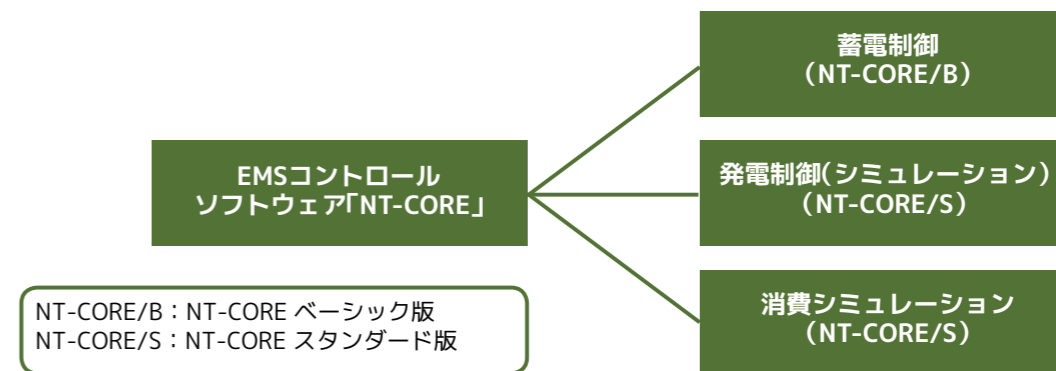 蓄電制御
(NT-CORE/B)
EMSコントロール
ソフトウェア「NT-CORE」
発電制御(シミュレーション)
(NT-CORE/S)
消費シミュレーション
(NT-CORE/S)
NT-CORE/B：NT-CORE ベーシック版
NT-CORE/S：NT-CORE スタンダード版